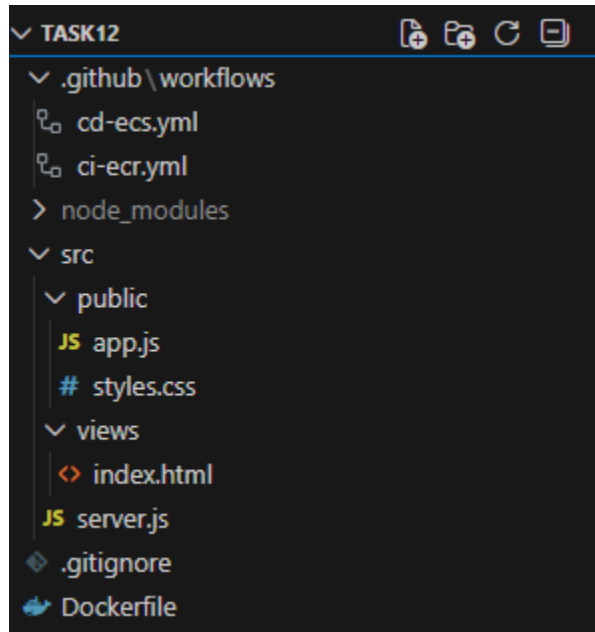 TASK12
.github\workflows
cd-ecs.yml
ci-ecr.yml
node_modules
src
public
JS app.js
# styles.css
views
<> index.html
JS server.js
.gitignore
Dockerfile